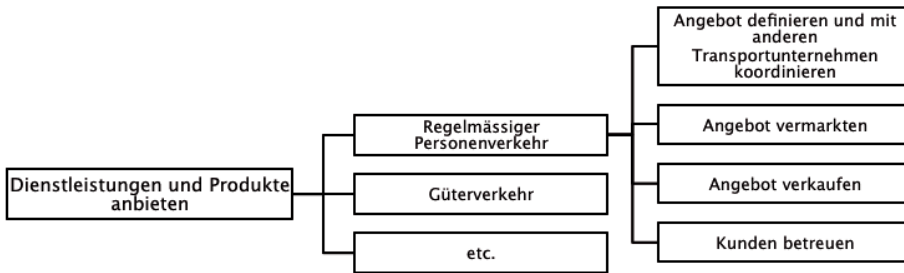 Dienstleistungen und Produkte
anbieten
Regelmässiger
Personenverkehr
Güterverkehr
etc.
Angebot definieren und mit
anderen
Transportunternehmen
koordinieren
Angebot vermarkten
Angebot verkaufen
Kunden betreuen